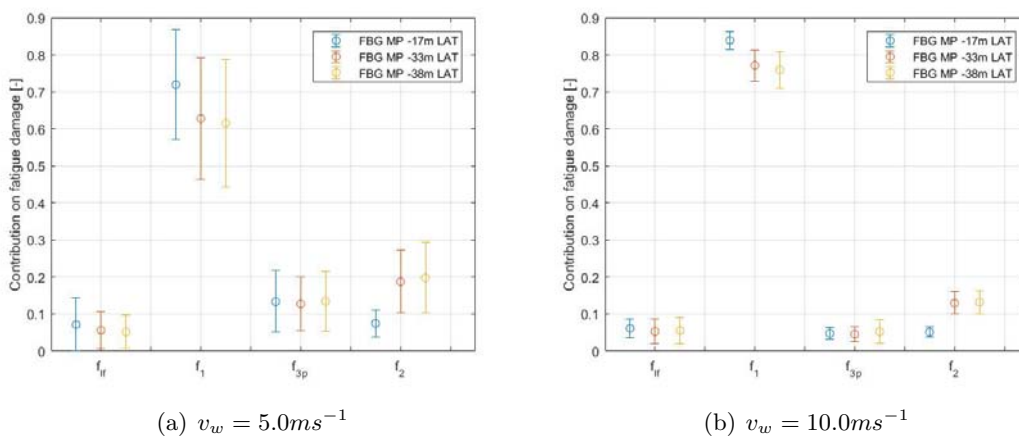 0.9
0.8
0.7
0.6
0.5
0.4
0.3
0.2
0.1
0
Contribution on fatigue damage [-]
FBG MP -17m LAT
FBG MP -33m LAT
FBG MP -38m LAT
f_lf f_1 f_3p f_2
(a) v_w = 5.0ms^{-1}
0.9
0.8
0.7
0.6
0.5
0.4
0.3
0.2
0.1
0
Contribution on fatigue damage [-]
FBG MP -17m LAT
FBG MP -33m LAT
FBG MP -38m LAT
f_lf f_1 f_3p f_2
(b) v_w = 10.0ms^{-1}